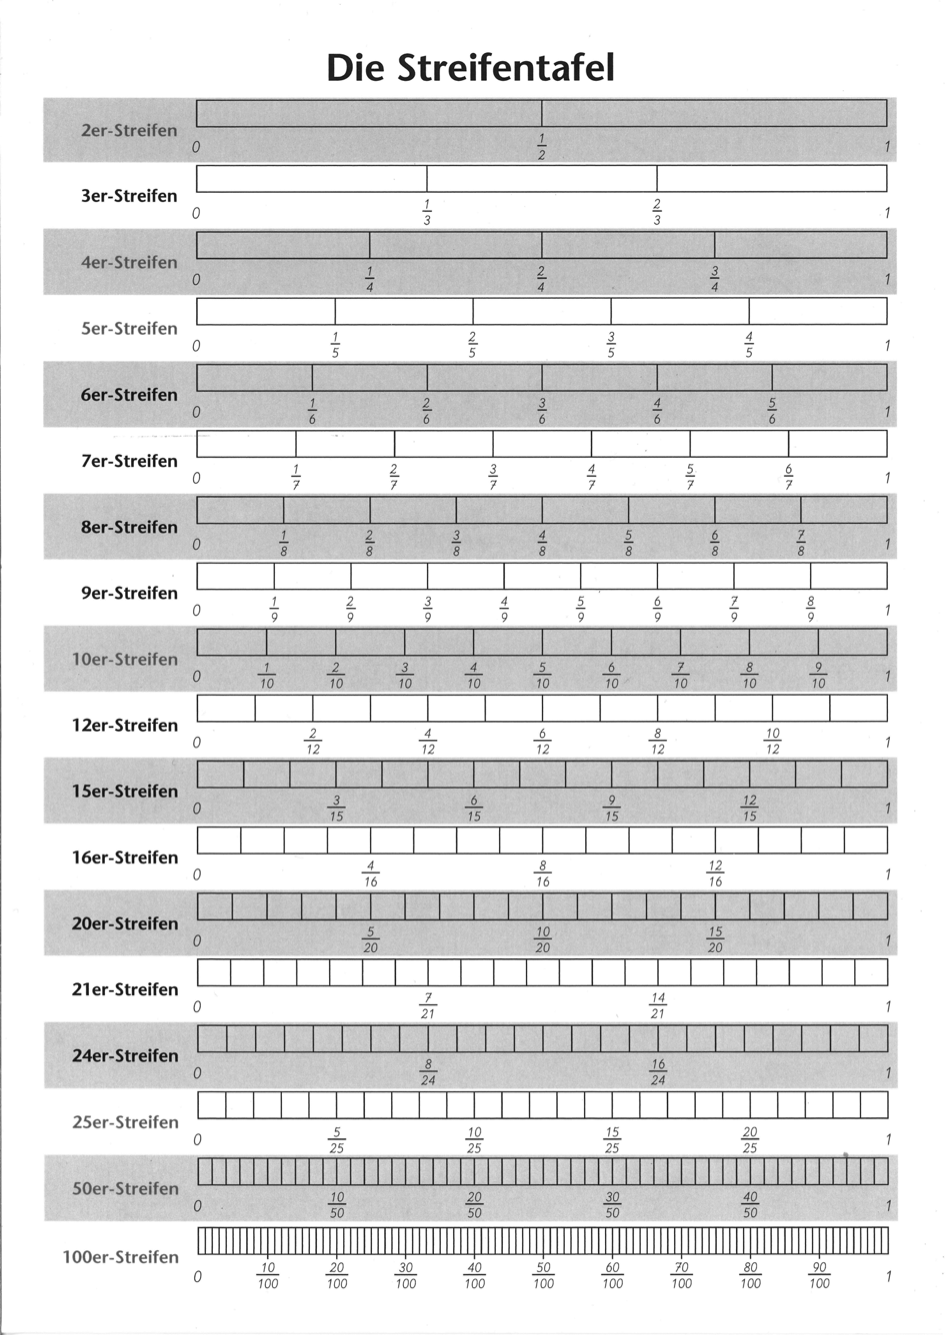 Die Streifentafel
2er-Streifen
0 1/2 1
3er-Streifen
0 1/3 2/3 1
4er-Streifen
0 1/4 2/4 3/4 1
5er-Streifen
0 1/5 2/5 3/5 4/5 1
6er-Streifen
0 1/6 2/6 3/6 4/6 5/6 1
7er-Streifen
0 1/7 2/7 3/7 4/7 5/7 6/7 1
8er-Streifen
0 1/8 2/8 3/8 4/8 5/8 6/8 7/8 1
9er-Streifen
0 1/9 2/9 3/9 4/9 5/9 6/9 7/9 8/9 1
10er-Streifen
0 1/10 2/10 3/10 4/10 5/10 6/10 7/10 8/10 9/10 1
12er-Streifen
0 2/12 4/12 6/12 8/12 10/12 1
15er-Streifen
0 3/15 6/15 9/15 12/15 1
16er-Streifen
0 4/16 8/16 12/16 1
20er-Streifen
0 5/20 10/20 15/20 1
21er-Streifen
0 7/21 14/21 1
24er-Streifen
0 8/24 16/24 1
25er-Streifen
0 5/25 10/25 15/25 20/25 1
50er-Streifen
0 10/50 20/50 30/50 40/50 1
100er-Streifen
0 10/100 20/100 30/100 40/100 50/100 60/100 70/100 80/100 90/100 1